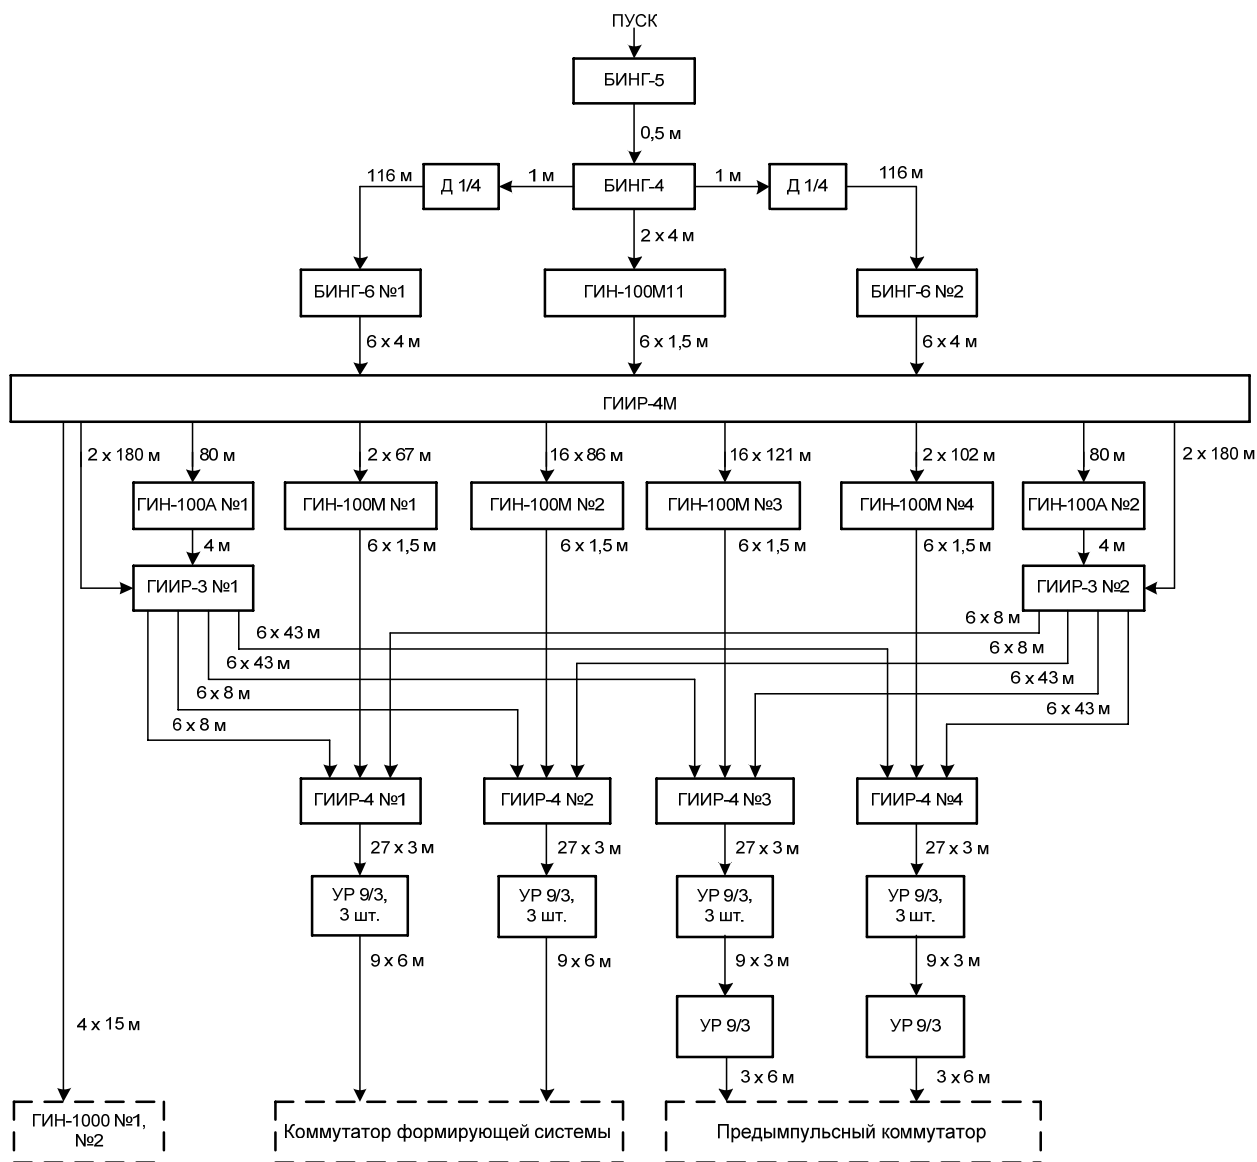 ПУСК
БИНГ-5
0,5 м
116 м
Д 1/4
1 м
БИНГ-4
1 м
Д 1/4
116 м
2 x 4 м
БИНГ-6 №1
ГИН-100М11
БИНГ-6 №2
6 x 4 м
6 x 1,5 м
6 x 4 м
ГИИР-4М
2 x 180 м
80 м
2 x 67 м
16 x 86 м
16 x 121 м
2 x 102 м
80 м
2 x 180 м
ГИН-100А №1
ГИН-100М №1
ГИН-100М №2
ГИН-100М №3
ГИН-100М №4
ГИН-100А №2
4 м
6 x 1,5 м
6 x 1,5 м
6 x 1,5 м
6 x 1,5 м
4 м
ГИИР-3 №1
ГИИР-3 №2
6 x 43 м
6 x 8 м
6 x 43 м
6 x 8 м
6 x 8 м
6 x 43 м
6 x 8 м
6 x 43 м
ГИИР-4 №1
ГИИР-4 №2
ГИИР-4 №3
ГИИР-4 №4
27 x 3 м
27 x 3 м
27 x 3 м
27 x 3 м
УР 9/3,
3 шт.
УР 9/3,
3 шт.
УР 9/3,
3 шт.
УР 9/3,
3 шт.
9 x 6 м
9 x 6 м
9 x 3 м
9 x 3 м
4 x 15 м
УР 9/3
УР 9/3
3 x 6 м
3 x 6 м
ГИН-1000 №1,
№2
Коммутатор формирующей системы
Предымпульсный коммутатор